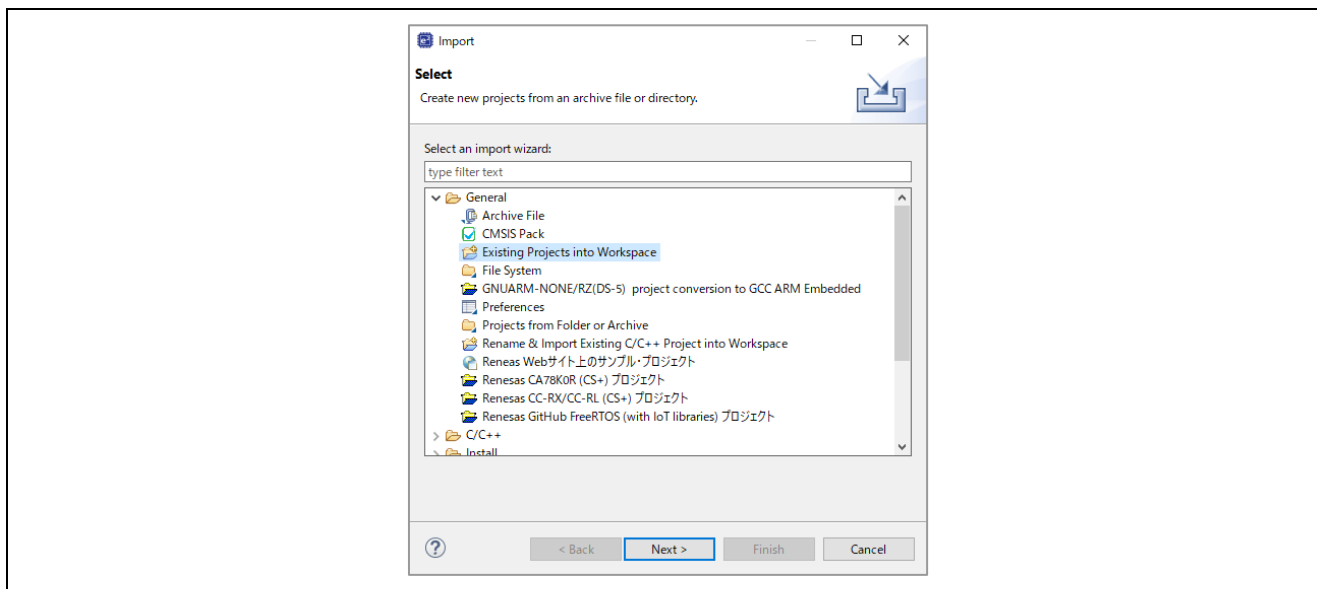 Import
Select
Create new projects from an archive file or directory.
Select an import wizard:
type filter text
General
Archive File
CMSIS Pack
Existing Projects into Workspace
File System
GNUARM-NONE/RZ(DS-5) project conversion to GCC ARM Embedded
Preferences
Projects from Folder or Archive
Rename & Import Existing C/C++ Project into Workspace
Reneas Webサイト上のサンプル・プロジェクト
Renesas CA78K0R (CS+) プロジェクト
Renesas CC-RX/CC-RL (CS+) プロジェクト
Renesas GitHub FreeRTOS (with IoT libraries) プロジェクト
C/C++
Install
< Back Next > Finish Cancel